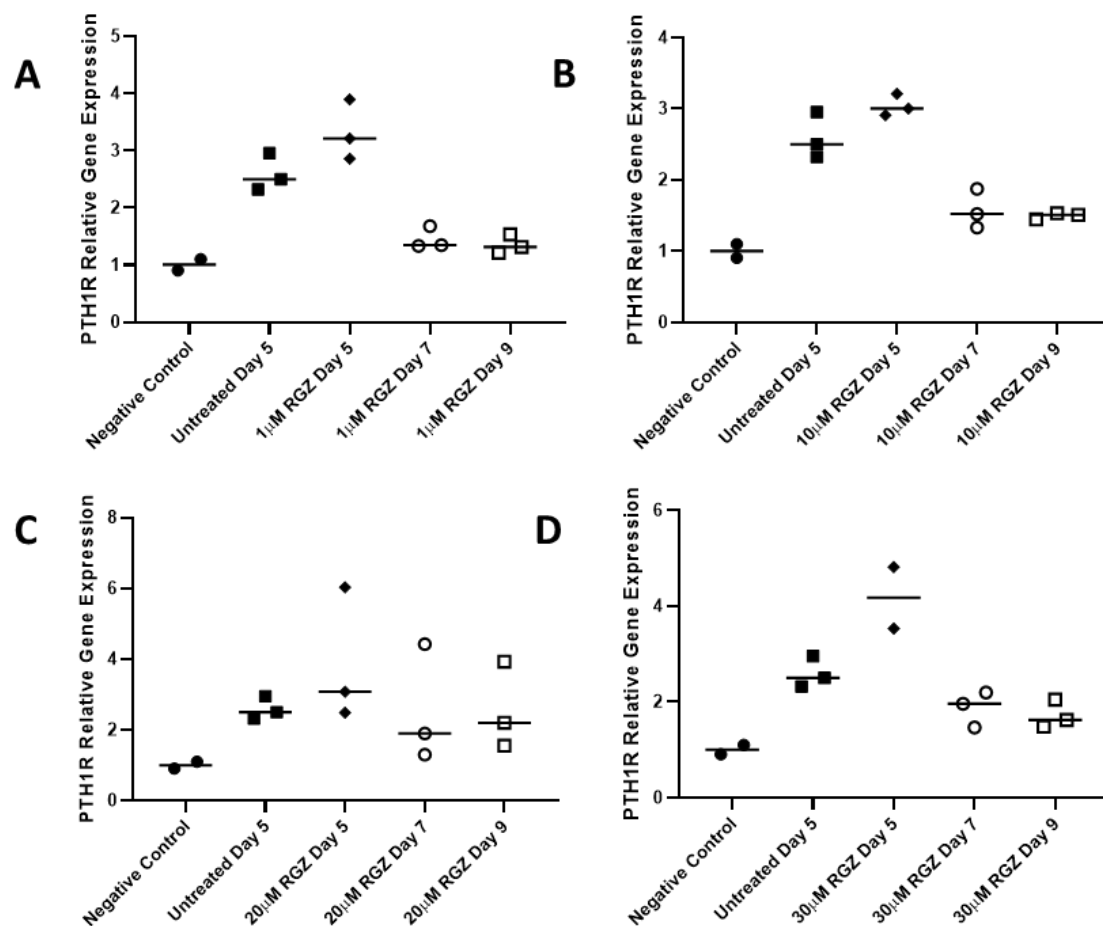 A
PTH1R Relative Gene Expression
5
4
3
2
1
0
Negative Control
Untreated Day 5
1μM RGZ Day 5
1μM RGZ Day 7
1μM RGZ Day 9
B
PTH1R Relative Gene Expression
4
3
2
1
0
Negative Control
Untreated Day 5
10μM RGZ Day 5
10μM RGZ Day 7
10μM RGZ Day 9
C
PTH1R Relative Gene Expression
8
6
4
2
0
Negative Control
Untreated Day 5
20μM RGZ Day 5
20μM RGZ Day 7
20μM RGZ Day 9
D
PTH1R Relative Gene Expression
6
4
2
0
Negative Control
Untreated Day 5
30μM RGZ Day 5
30μM RGZ Day 7
30μM RGZ Day 9